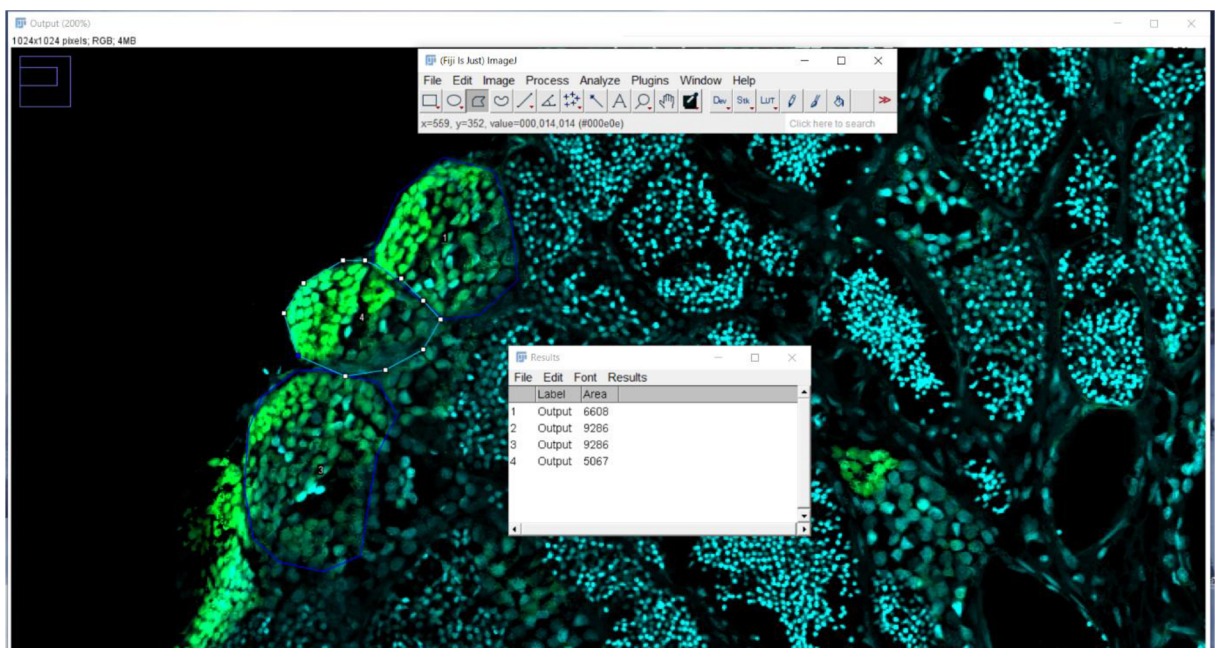 Output (200%)
1024x1024 pixels; RGB; 4MB
(Fiji Is Just) ImageJ
File Edit Image Process Analyze Plugins Window Help
Dev Stk LUT
x=559, y=352, value=000,014,014 (#000e0e)
Click here to search
1
4
3
Results
File Edit Font Results
Label Area
1 Output 6608
2 Output 9286
3 Output 9286
4 Output 5067